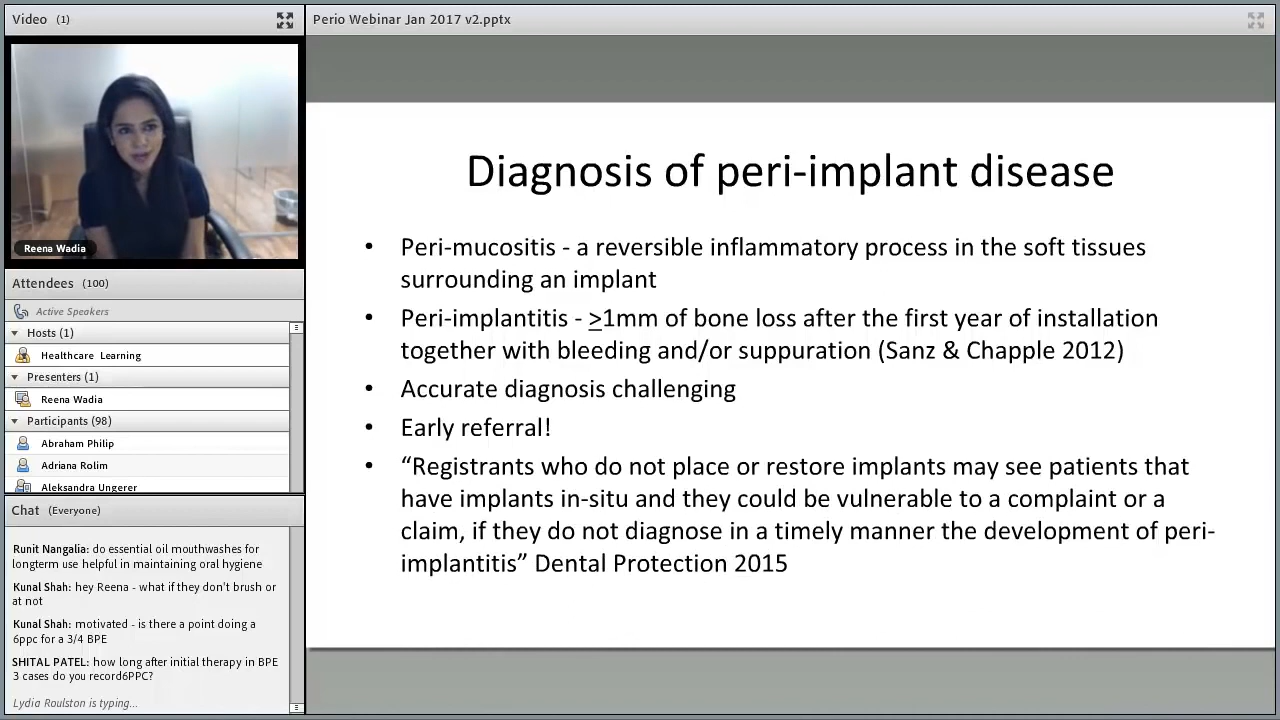 Video (1)
Reena Wadia
Attendees (100)
Active Speakers
Hosts (1)
Healthcare Learning
Presenters (1)
Reena Wadia
Participants (98)
Abraham Philip
Adriana Rolim
Aleksandra Ungerer
Chat (Everyone)
Runit Nangalia: do essential oil mouthwashes for
longterm use helpful in maintaining oral hygiene
Kunal Shah: hey Reena - what if they don't brush or
at not
Kunal Shah: motivated - is there a point doing a
6ppc for a 3/4 BPE
SHITAL PATEL: how long after initial therapy in BPE
3 cases do you record6PPC?
Lydia Roulston is typing...
Perio Webinar Jan 2017 v2.pptx
Diagnosis of peri-implant disease
• Peri-mucositis - a reversible inflammatory process in the soft tissues
surrounding an implant
• Peri-implantitis - >1mm of bone loss after the first year of installation
together with bleeding and/or suppuration (Sanz & Chapple 2012)
• Accurate diagnosis challenging
• Early referral!
• “Registrants who do not place or restore implants may see patients that
have implants in-situ and they could be vulnerable to a complaint or a
claim, if they do not diagnose in a timely manner the development of peri-
implantitis” Dental Protection 2015